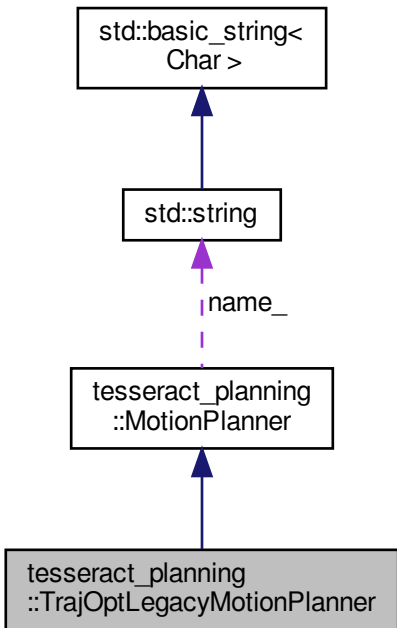 std::basic_string<
Char >
std::string
name_
tesseract_planning
::MotionPlanner
tesseract_planning
::TrajOptLegacyMotionPlanner